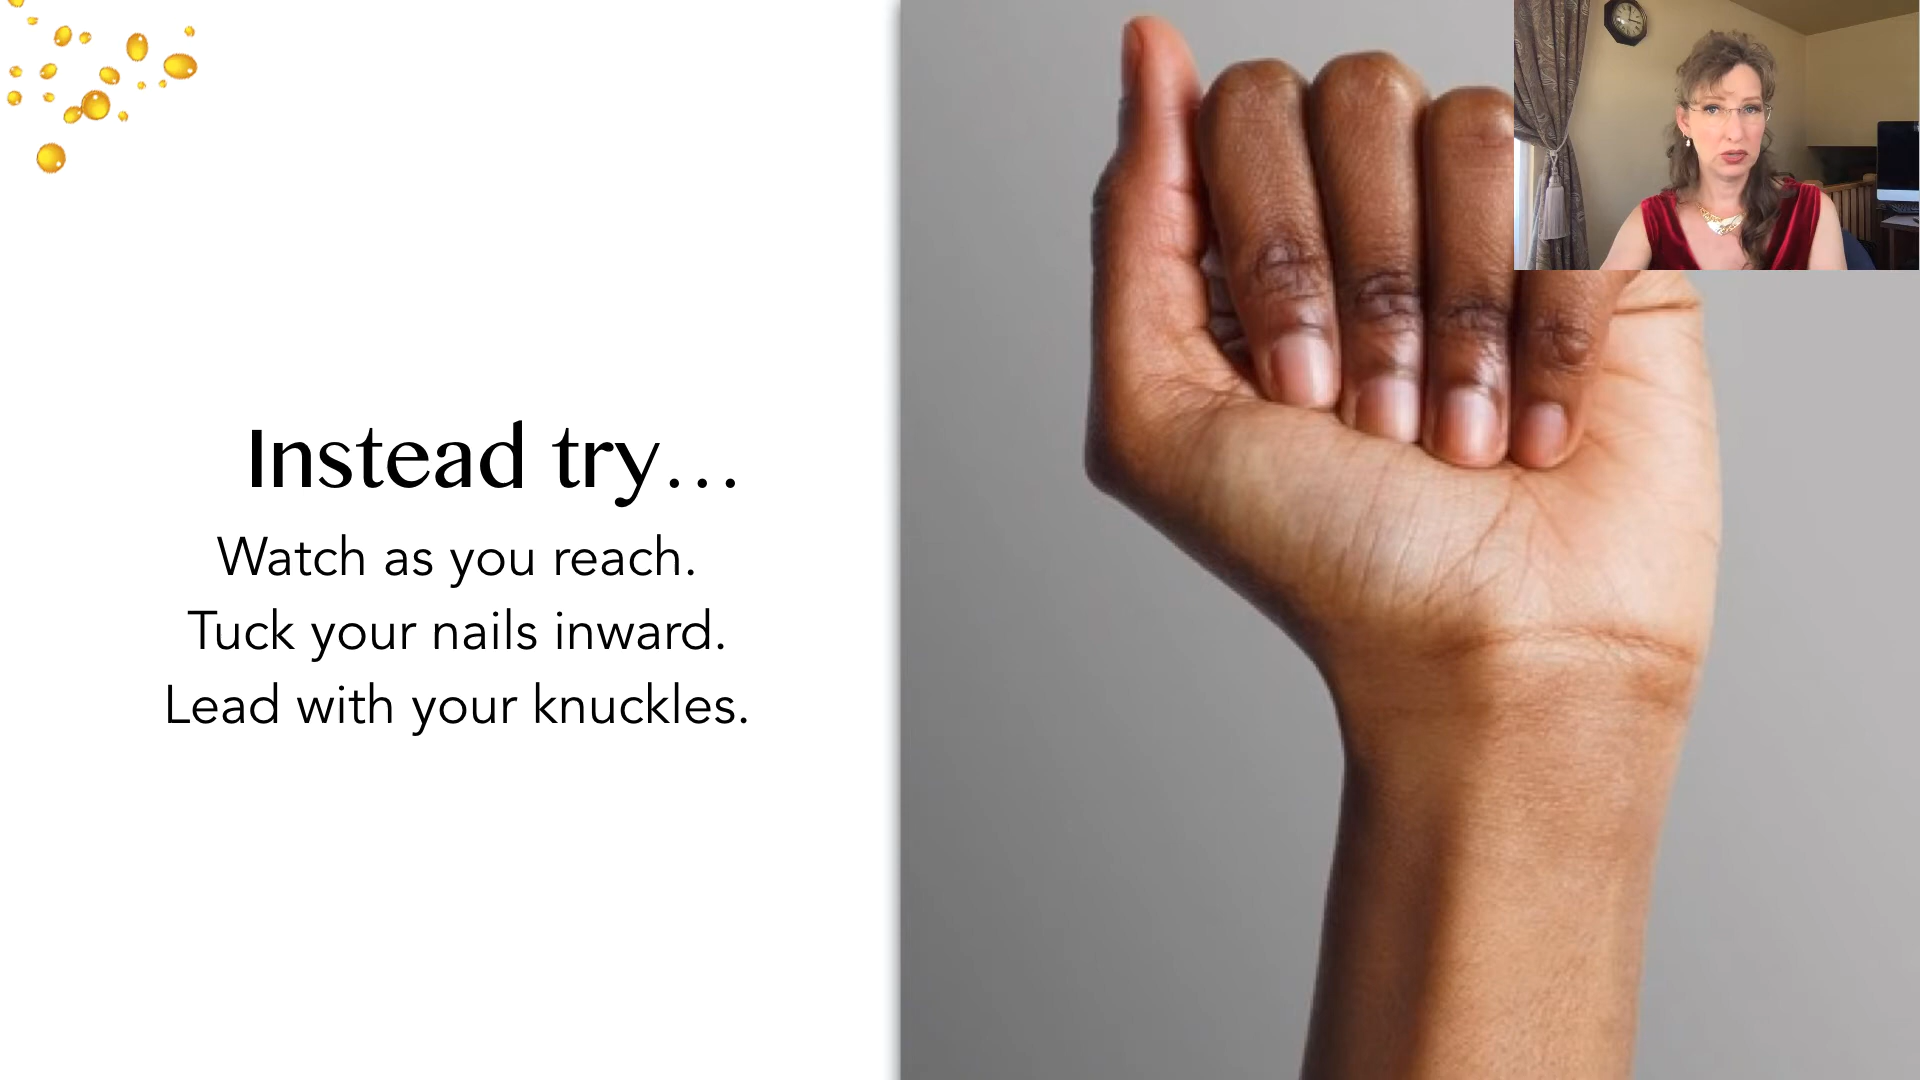 Instead try...
Watch as you reach.
Tuck your nails inward.
Lead with your knuckles.